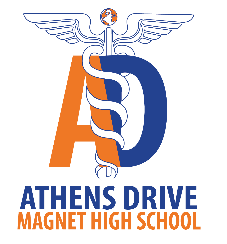 AD
ATHENS DRIVE
MAGNET HIGH SCHOOL